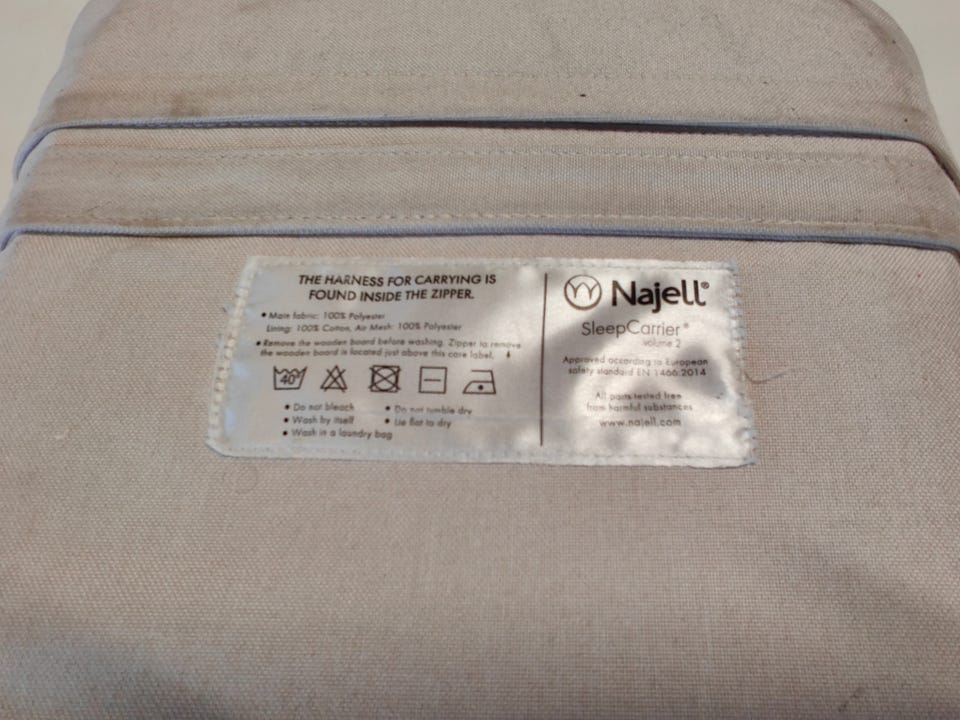 THE HARNESS FOR CARRYING IS
FOUND INSIDE THE ZIPPER.
• Main fabric: 100% Polyester
Lining: 100% Cotton, Air Mesh: 100% Polyester
• Remove the wooden board before washing. Zipper to remove
the wooden board is located just above this care label.
40°
• Do not bleach
• Wash by itself
• Wash in a laundry bag
• Do not tumble dry
• Lie flat to dry
Najell®
SleepCarrier®
volume 2
Approved according to European
safety standard EN 1466:2014
All parts tested free
from harmful substances
www.najell.com